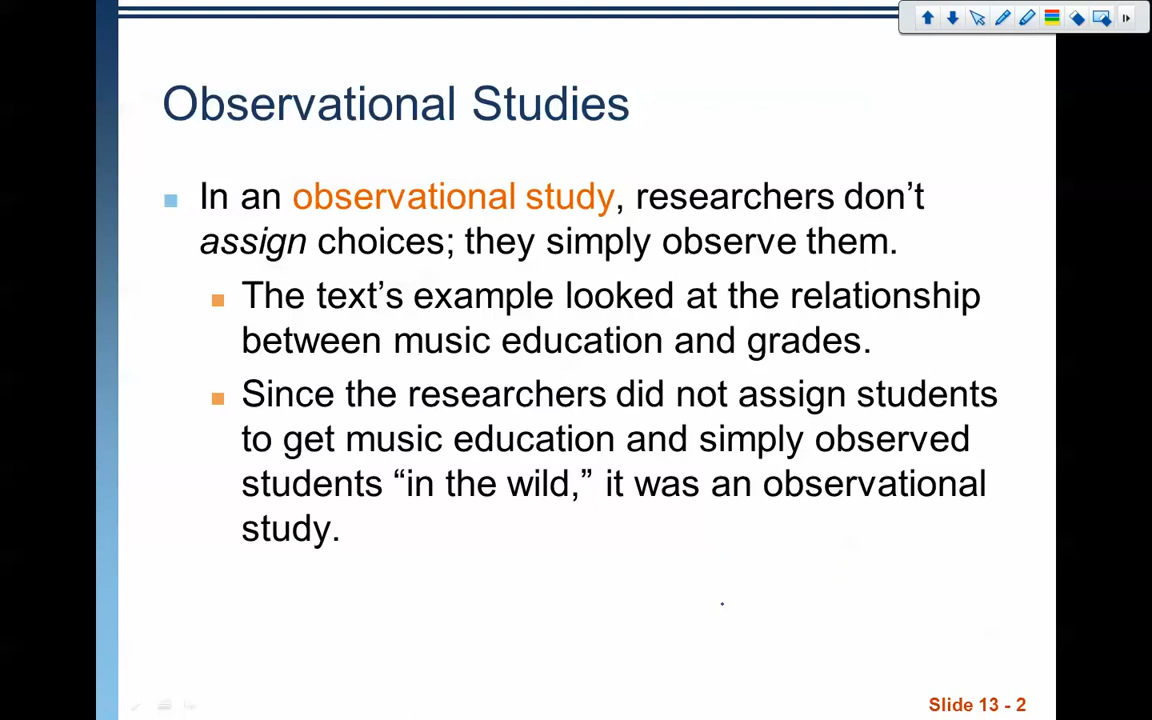 Observational Studies
In an observational study, researchers don’t
assign choices; they simply observe them.
The text’s example looked at the relationship
between music education and grades.
Since the researchers did not assign students
to get music education and simply observed
students “in the wild,” it was an observational
study.
Slide 13 - 2